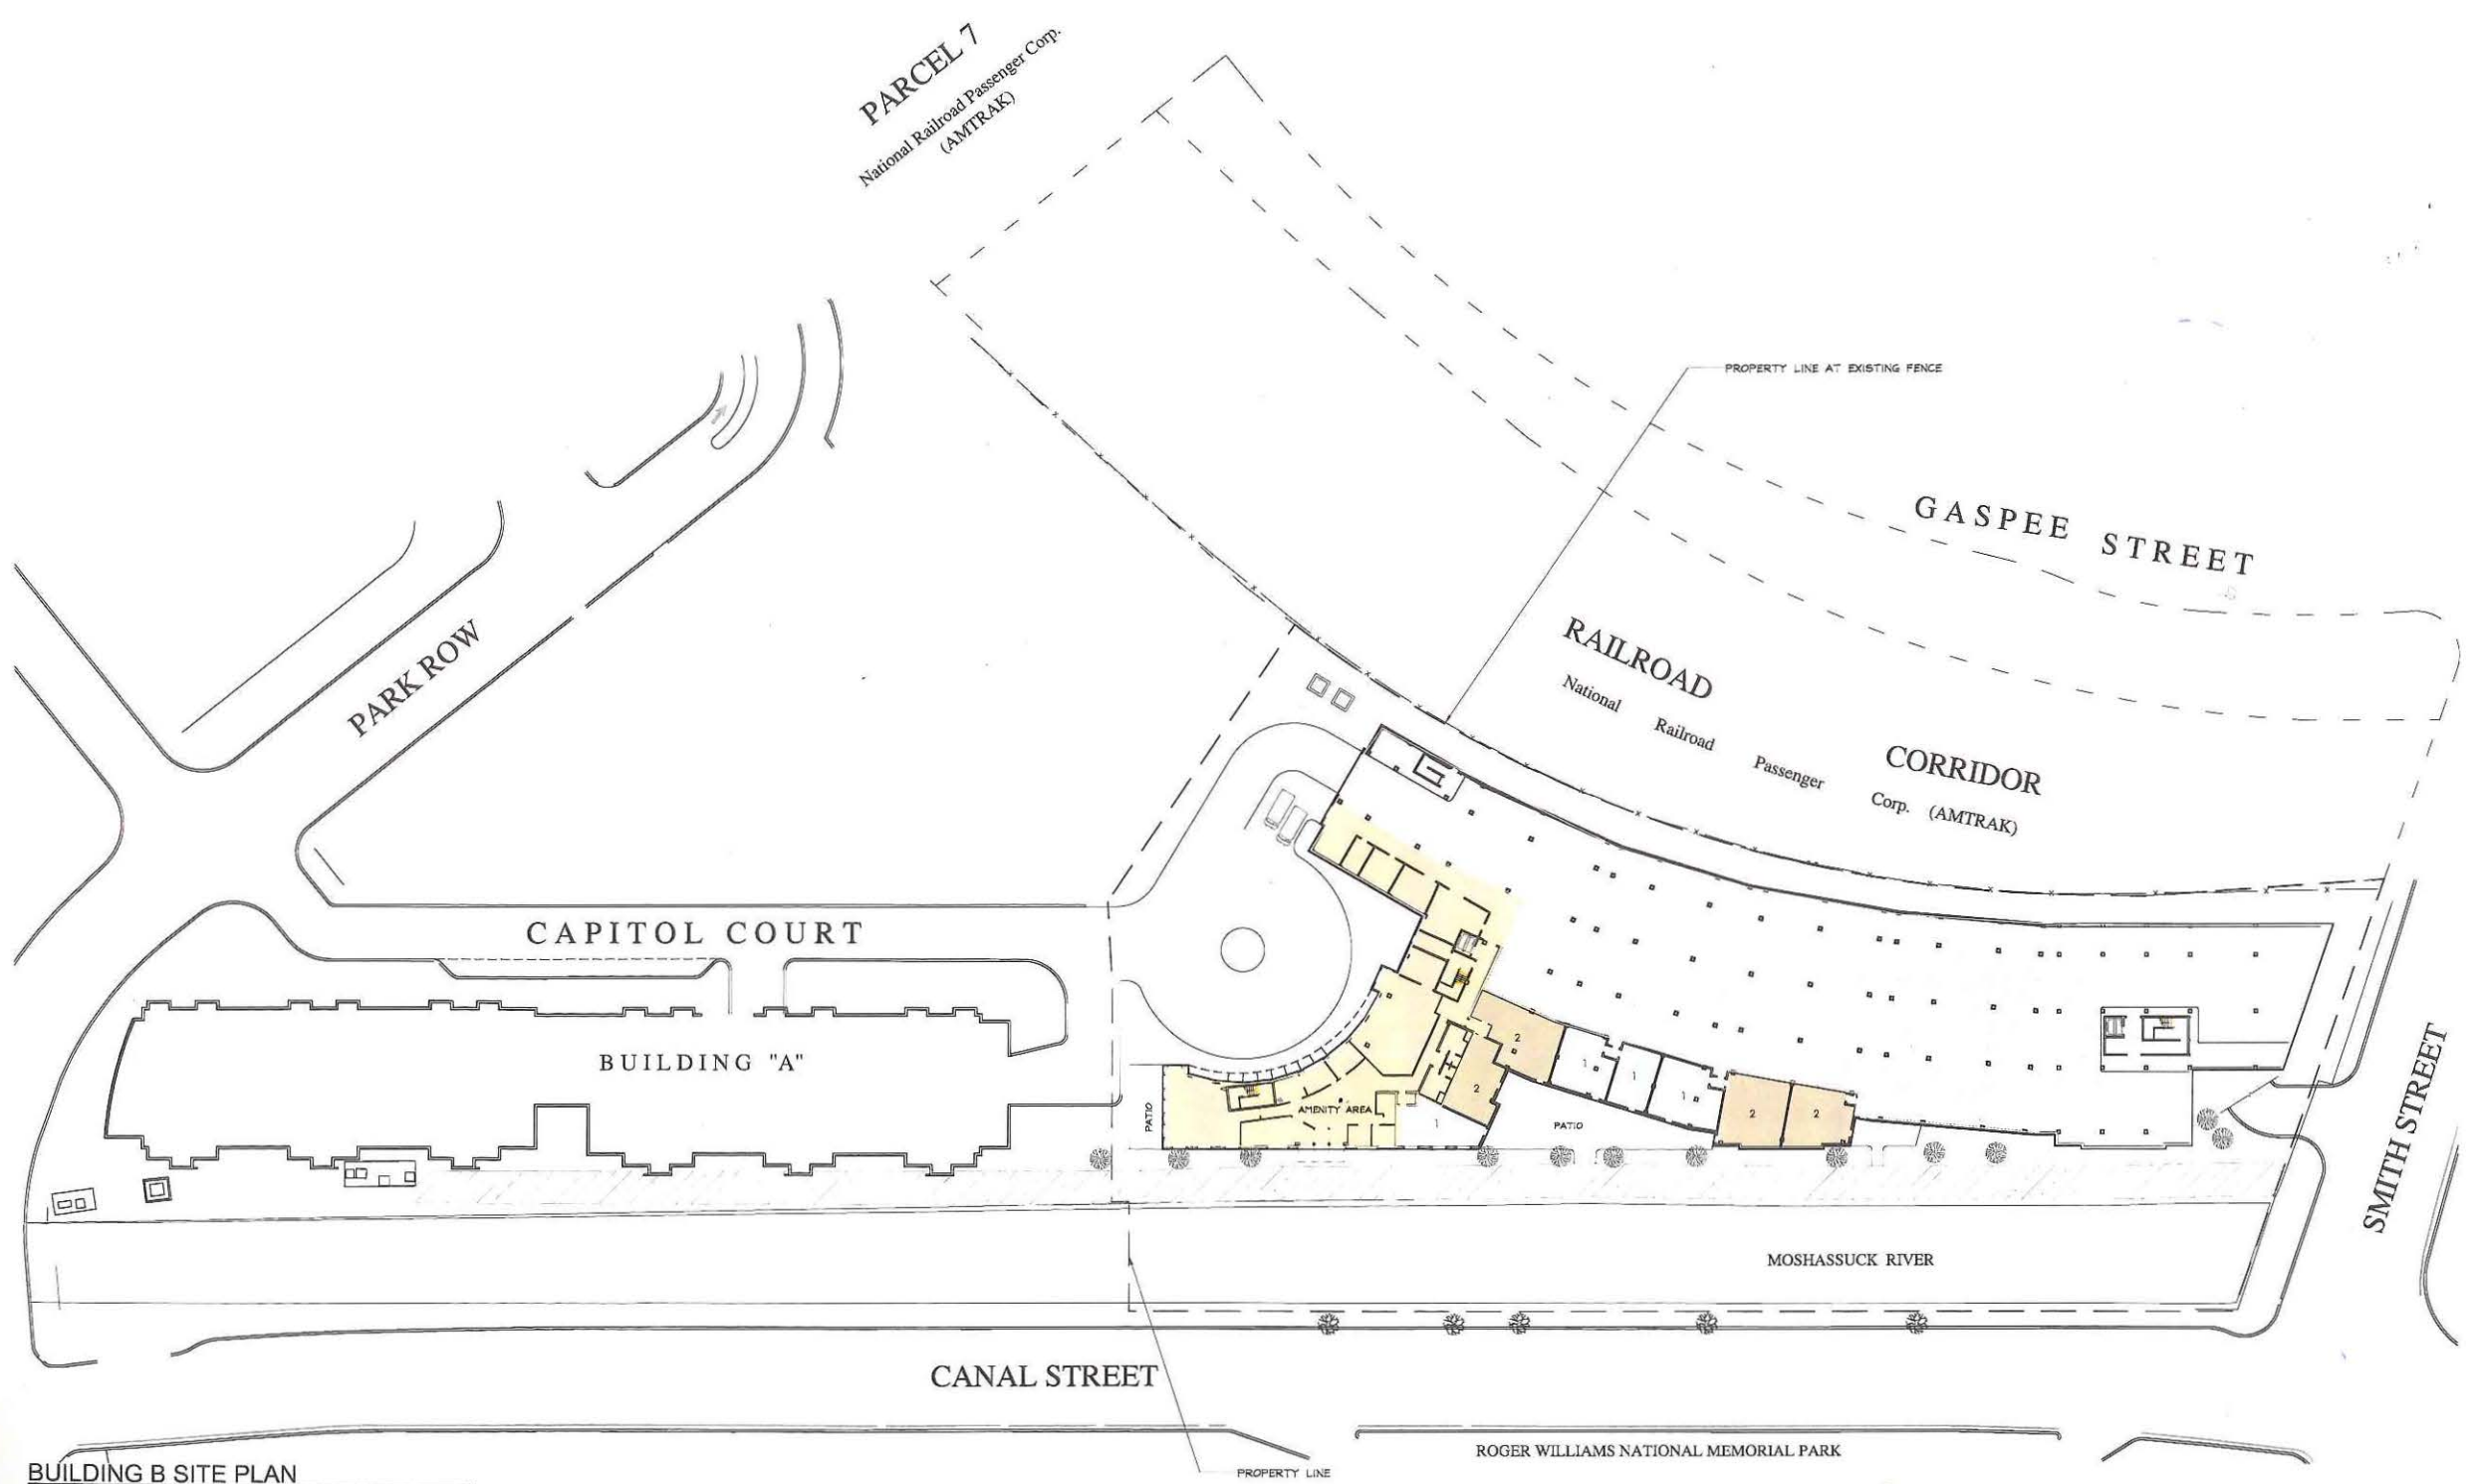 PARCEL 7
National Railroad Passenger Corp.
(AMTRAK)
PROPERTY LINE AT EXISTING FENCE
GASPEE STREET
PARK ROW
RAILROAD CORRIDOR
National Railroad Passenger Corp. (AMTRAK)
CAPITOL COURT
BUILDING "A"
PATIO
AMENITY AREA
2
2
1
1
1
1
2
2
PATIO
SMITH STREET
MOSHASSUCK RIVER
CANAL STREET
ROGER WILLIAMS NATIONAL MEMORIAL PARK
PROPERTY LINE
BUILDING B SITE PLAN